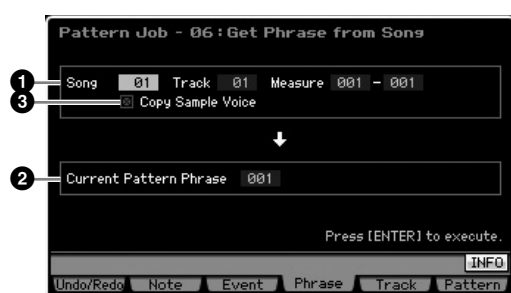 Pattern Job - 06:Get Phrase from Song
1 Song 01 Track 01 Measure 001 - 001
3 Copy Sample Voice
2 Current Pattern Phrase 001
Press [ENTER] to execute.
INFO
Undo/Redo Note Event Phrase Track Pattern